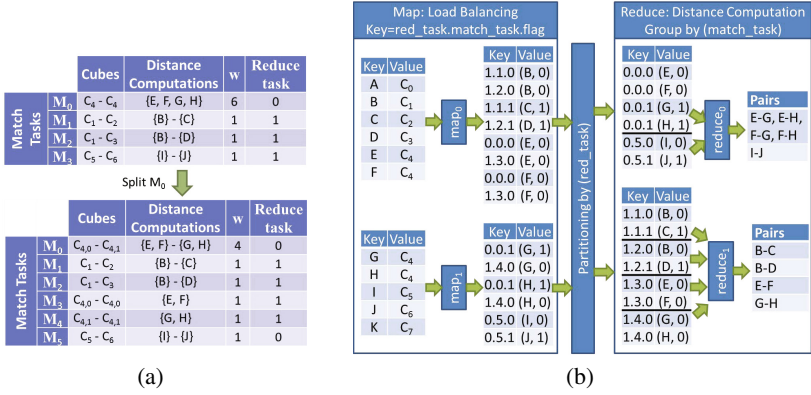 Match Tasks
Cubes Distance Computations w Reduce task
M0 C4 - C4 {E, F, G, H} 6 0
M1 C1 - C2 {B} - {C} 1 1
M2 C1 - C3 {B} - {D} 1 1
M3 C5 - C6 {I} - {J} 1 1
Split M0
Match Tasks
Cubes Distance Computations w Reduce task
M0 C4,0 - C4,1 {E, F} - {G, H} 4 0
M1 C1 - C2 {B} - {C} 1 1
M2 C1 - C3 {B} - {D} 1 1
M3 C4,0 - C4,0 {E, F} 1 1
M4 C4,1 - C4,1 {G, H} 1 1
M5 C5 - C6 {I} - {J} 1 0
(a)
Map: Load Balancing
Key=red_task.match_task.flag
Key Value
A C0
B C1
C C2
D C3
E C4
F C4
map0
Key Value
1.1.0 (B, 0)
1.2.0 (B, 0)
1.1.1 (C, 1)
1.2.1 (D, 1)
0.0.0 (E, 0)
1.3.0 (E, 0)
0.0.0 (F, 0)
1.3.0 (F, 0)
Key Value
G C4
H C4
I C5
J C6
K C7
map1
Key Value
0.0.1 (G, 1)
1.4.0 (G, 0)
0.0.1 (H, 1)
1.4.0 (H, 0)
0.5.0 (I, 0)
0.5.1 (J, 1)
Partitioning by (red_task)
Reduce: Distance Computation
Group by (match_task)
Key Value
0.0.0 (E, 0)
0.0.0 (F, 0)
0.0.1 (G, 1)
0.0.1 (H, 1)
0.5.0 (I, 0)
0.5.1 (J, 1)
reduce0
Pairs
E-G, E-H,
F-G, F-H
I-J
1.1.0 (B, 0)
1.1.1 (C, 1)
1.2.0 (B, 0)
1.2.1 (D, 1)
1.3.0 (E, 0)
1.3.0 (F, 0)
1.4.0 (G, 0)
1.4.0 (H, 0)
reduce1
Pairs
B-C
B-D
E-F
G-H
(b)